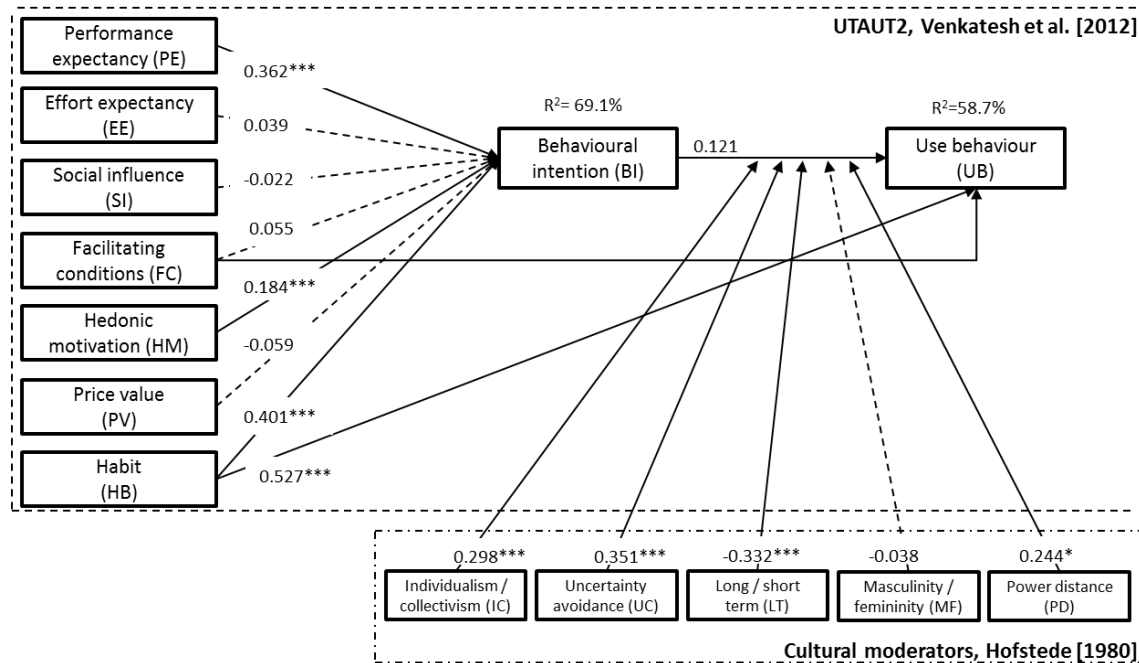 UTAUT2, Venkatesh et al. [2012]
Performance
expectancy (PE)
0.362***
Effort expectancy
(EE)
0.039
Social influence
(SI)
-0.022
Facilitating
conditions (FC)
0.055
Hedonic
motivation (HM)
0.184***
Price value
(PV)
-0.059
Habit
(HB)
0.401***
0.527***
R²= 69.1%
Behavioural
intention (BI)
0.121
R²=58.7%
Use behaviour
(UB)
0.298***
Individualism /
collectivism (IC)
0.351***
Uncertainty
avoidance (UC)
-0.332***
Long / short
term (LT)
-0.038
Masculinity /
femininity (MF)
0.244*
Power distance
(PD)
Cultural moderators, Hofstede [1980]